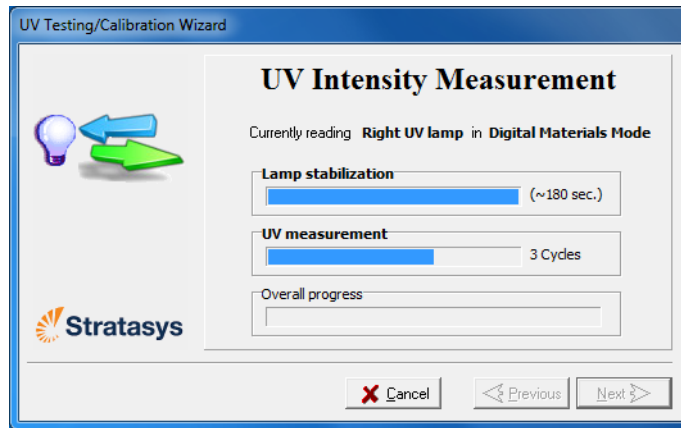 UV Testing/Calibration Wizard
UV Intensity Measurement
Currently reading Right UV lamp in Digital Materials Mode
Lamp stabilization
(~180 sec.)
UV measurement
3 Cycles
Overall progress
Stratasys
Cancel
Previous
Next